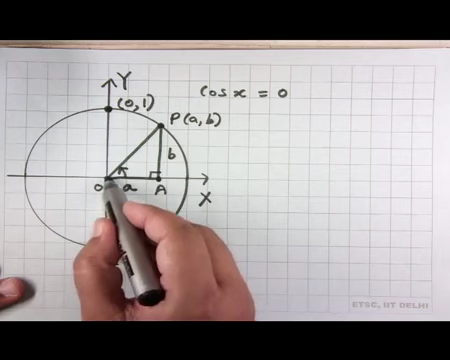 Y
(0,1)
cos x = 0
P(a,b)
b
O
a
A
X
ETSC, IIT DELHI